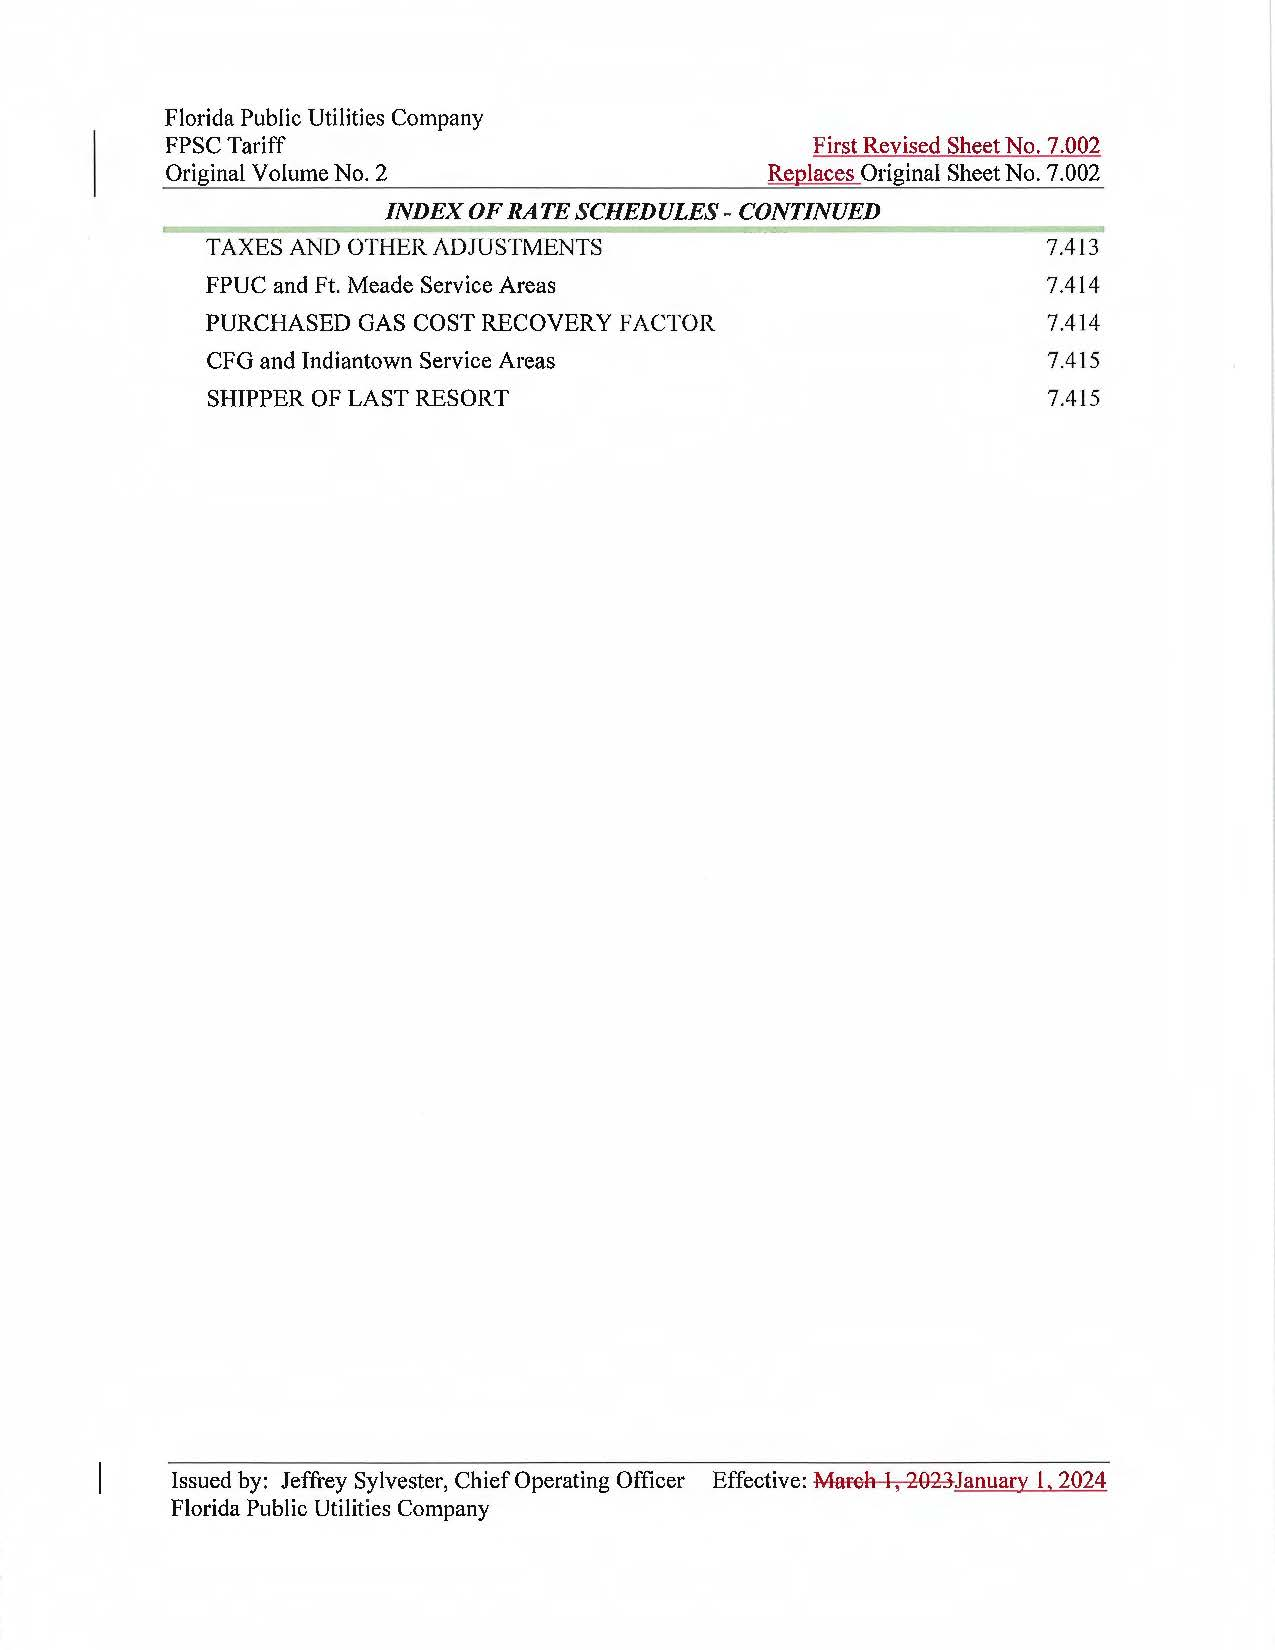 Florida Public Utilities Company
FPSC Tariff First Revised Sheet No. 7.002
Original Volume No. 2 Replaces Original Sheet No. 7.002
INDEX OF RATE SCHEDULES - CONTINUED
TAXES AND OTHER ADJUSTMENTS 7.413
FPUC and Ft. Meade Service Areas 7.414
PURCHASED GAS COST RECOVERY FACTOR 7.414
CFG and Indiantown Service Areas 7.415
SHIPPER OF LAST RESORT 7.415
Issued by: Jeffrey Sylvester, Chief Operating Officer Effective: March 1, 2023January 1, 2024
Florida Public Utilities Company